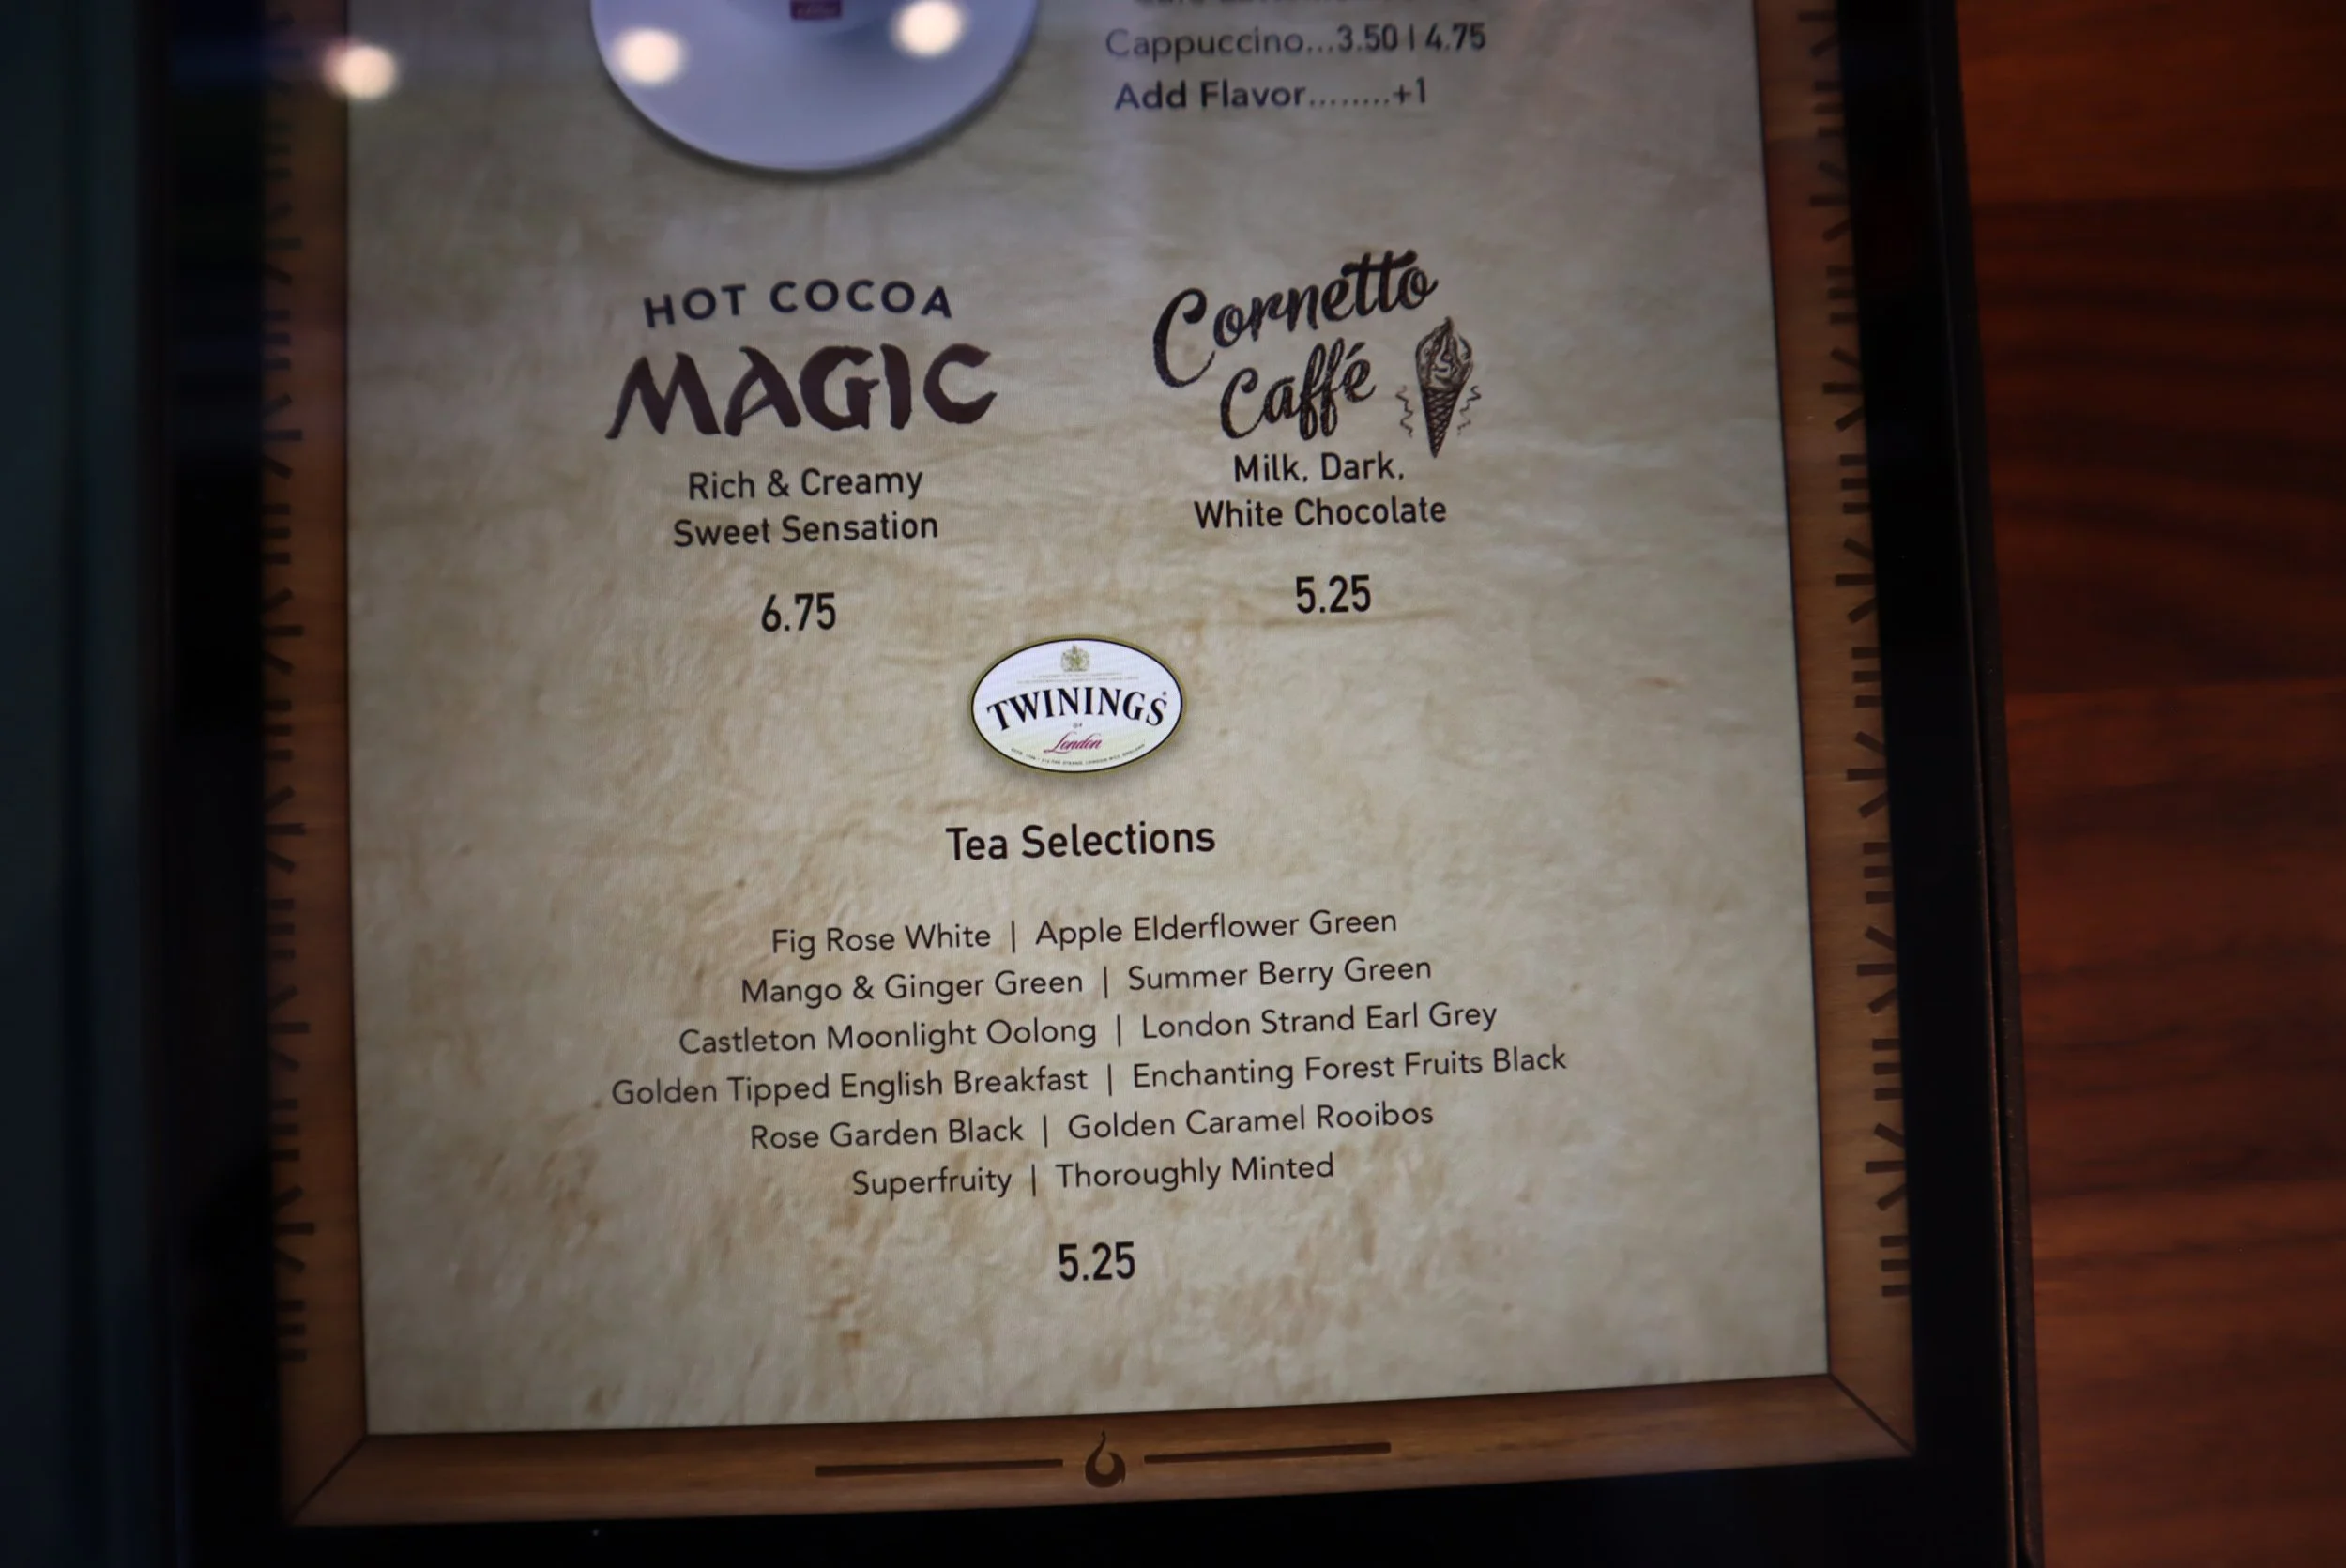 Cappuccino...3.50 | 4.75
Add Flavor........+1
HOT COCOA
MAGIC
Rich & Creamy
Sweet Sensation
6.75
Cornetto
Caffé
Milk, Dark,
White Chocolate
5.25
TWININGS
OF
London
Tea Selections
Fig Rose White | Apple Elderflower Green
Mango & Ginger Green | Summer Berry Green
Castleton Moonlight Oolong | London Strand Earl Grey
Golden Tipped English Breakfast | Enchanting Forest Fruits Black
Rose Garden Black | Golden Caramel Rooibos
Superfruity | Thoroughly Minted
5.25